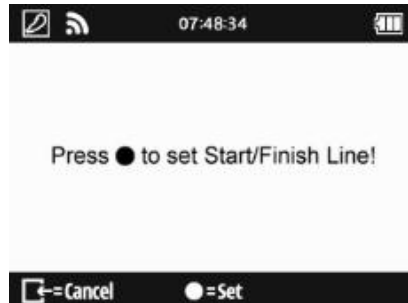 07:48:34
Press ● to set Start/Finish Line!
=Cancel ●=Set